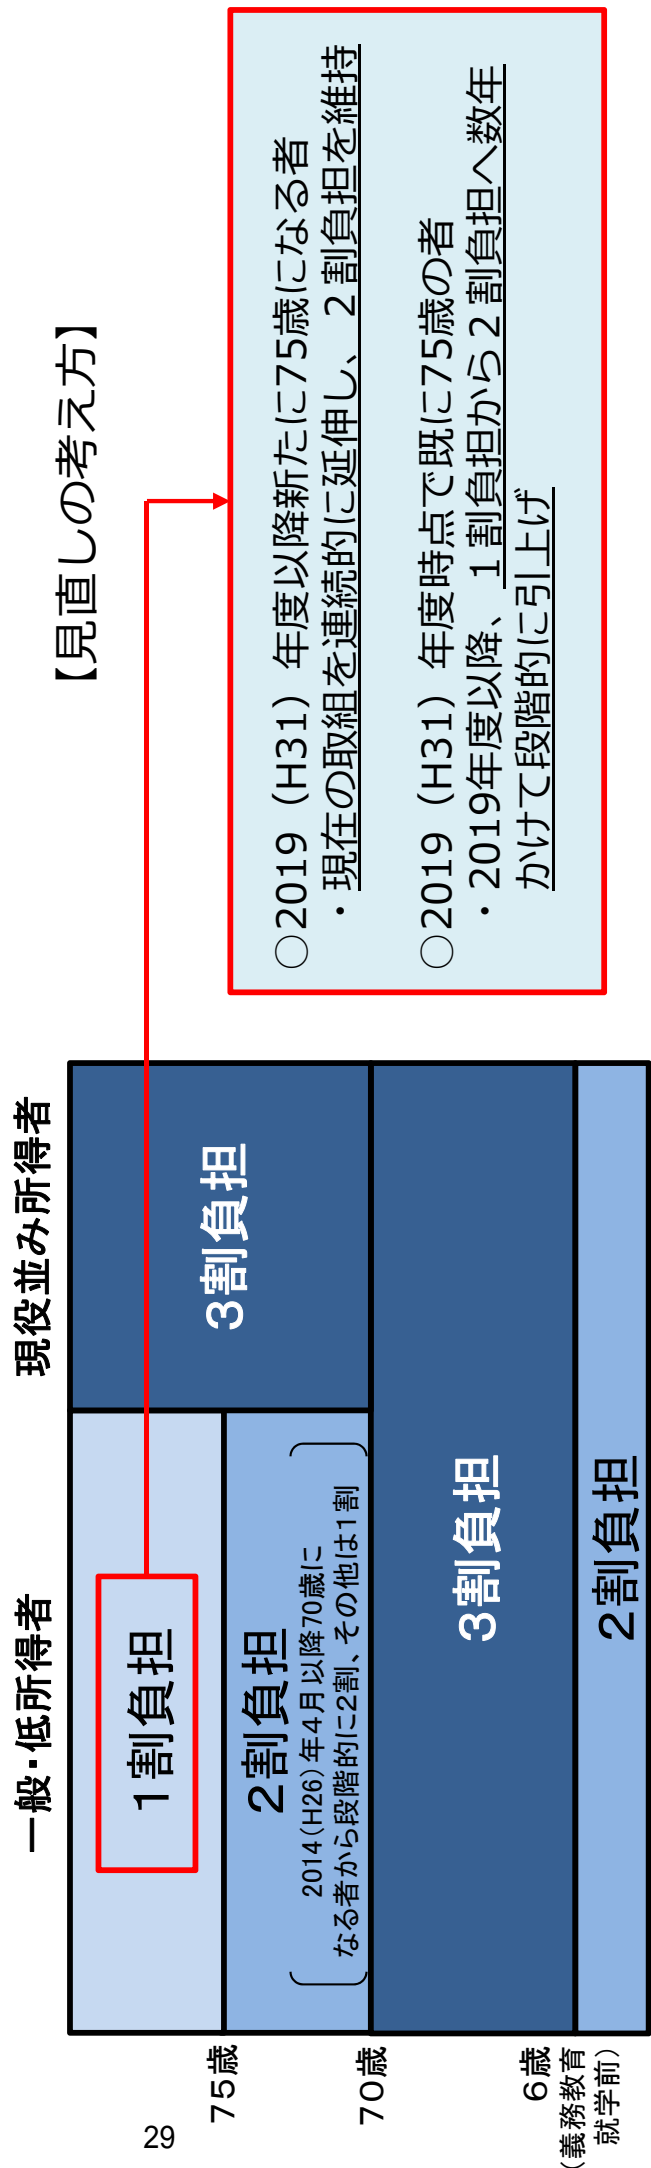 一般・低所得者
現役並み所得者
【見直しの考え方】
75歳
１割負担
3割負担
２割負担
2014（H26）年４月以降70歳に
なる者から段階的に2割、その他は1割
70歳
3割負担
６歳
（義務教育
就学前）
２割負担
○2019（H31）年度以降新たに75歳になる者
・現在の取組を連続的に延伸し、２割負担を維持
○2019（H31）年度時点で既に75歳の者
・2019年度以降、１割負担から２割負担へ数年
かけて段階的に引上げ
29